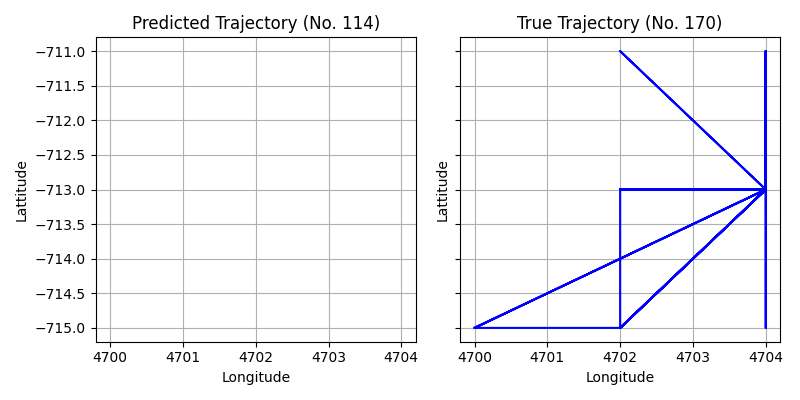 Predicted Trajectory (No. 114)
True Trajectory (No. 170)
−711.0
−711.5
−712.0
−712.5
−713.0
−713.5
−714.0
−714.5
−715.0
Lattitude
Lattitude
4700 4701 4702 4703 4704
4700 4701 4702 4703 4704
Longitude
Longitude